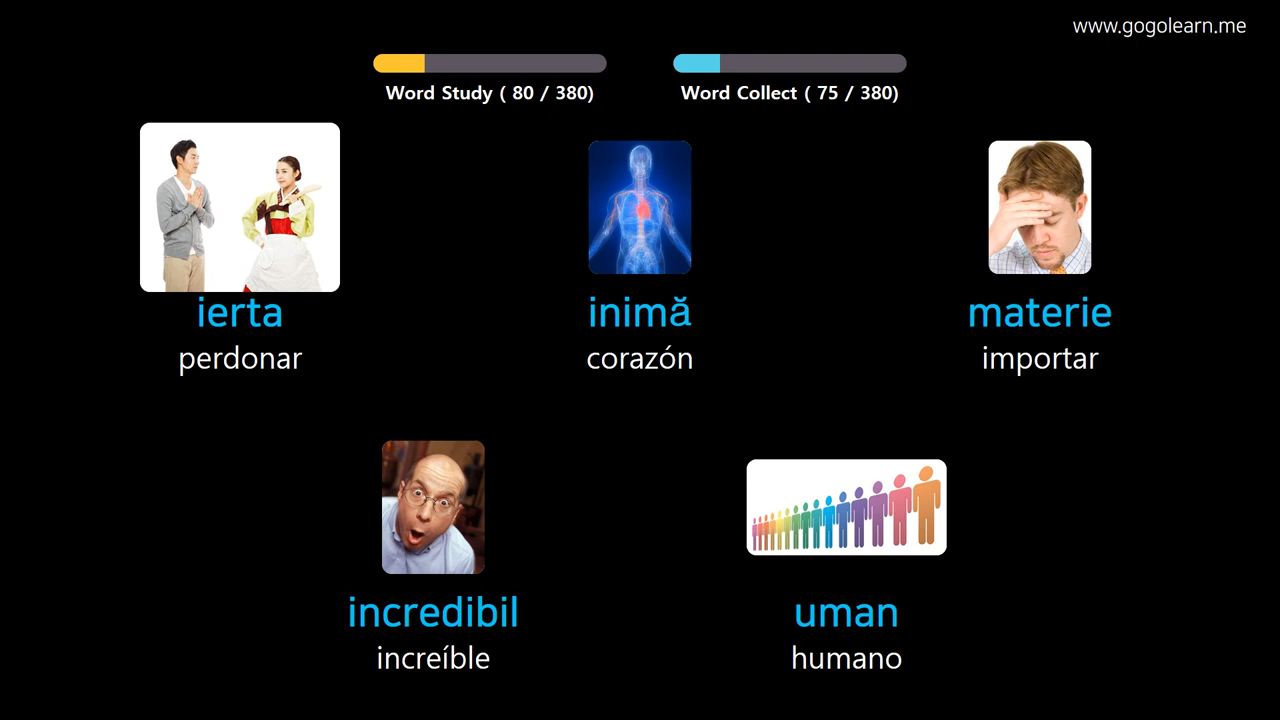 www.gogolearn.me
Word Study ( 80 / 380)
Word Collect ( 75 / 380)
ierta
perdonar
inimă
corazón
materie
importar
incredibil
increíble
uman
humano